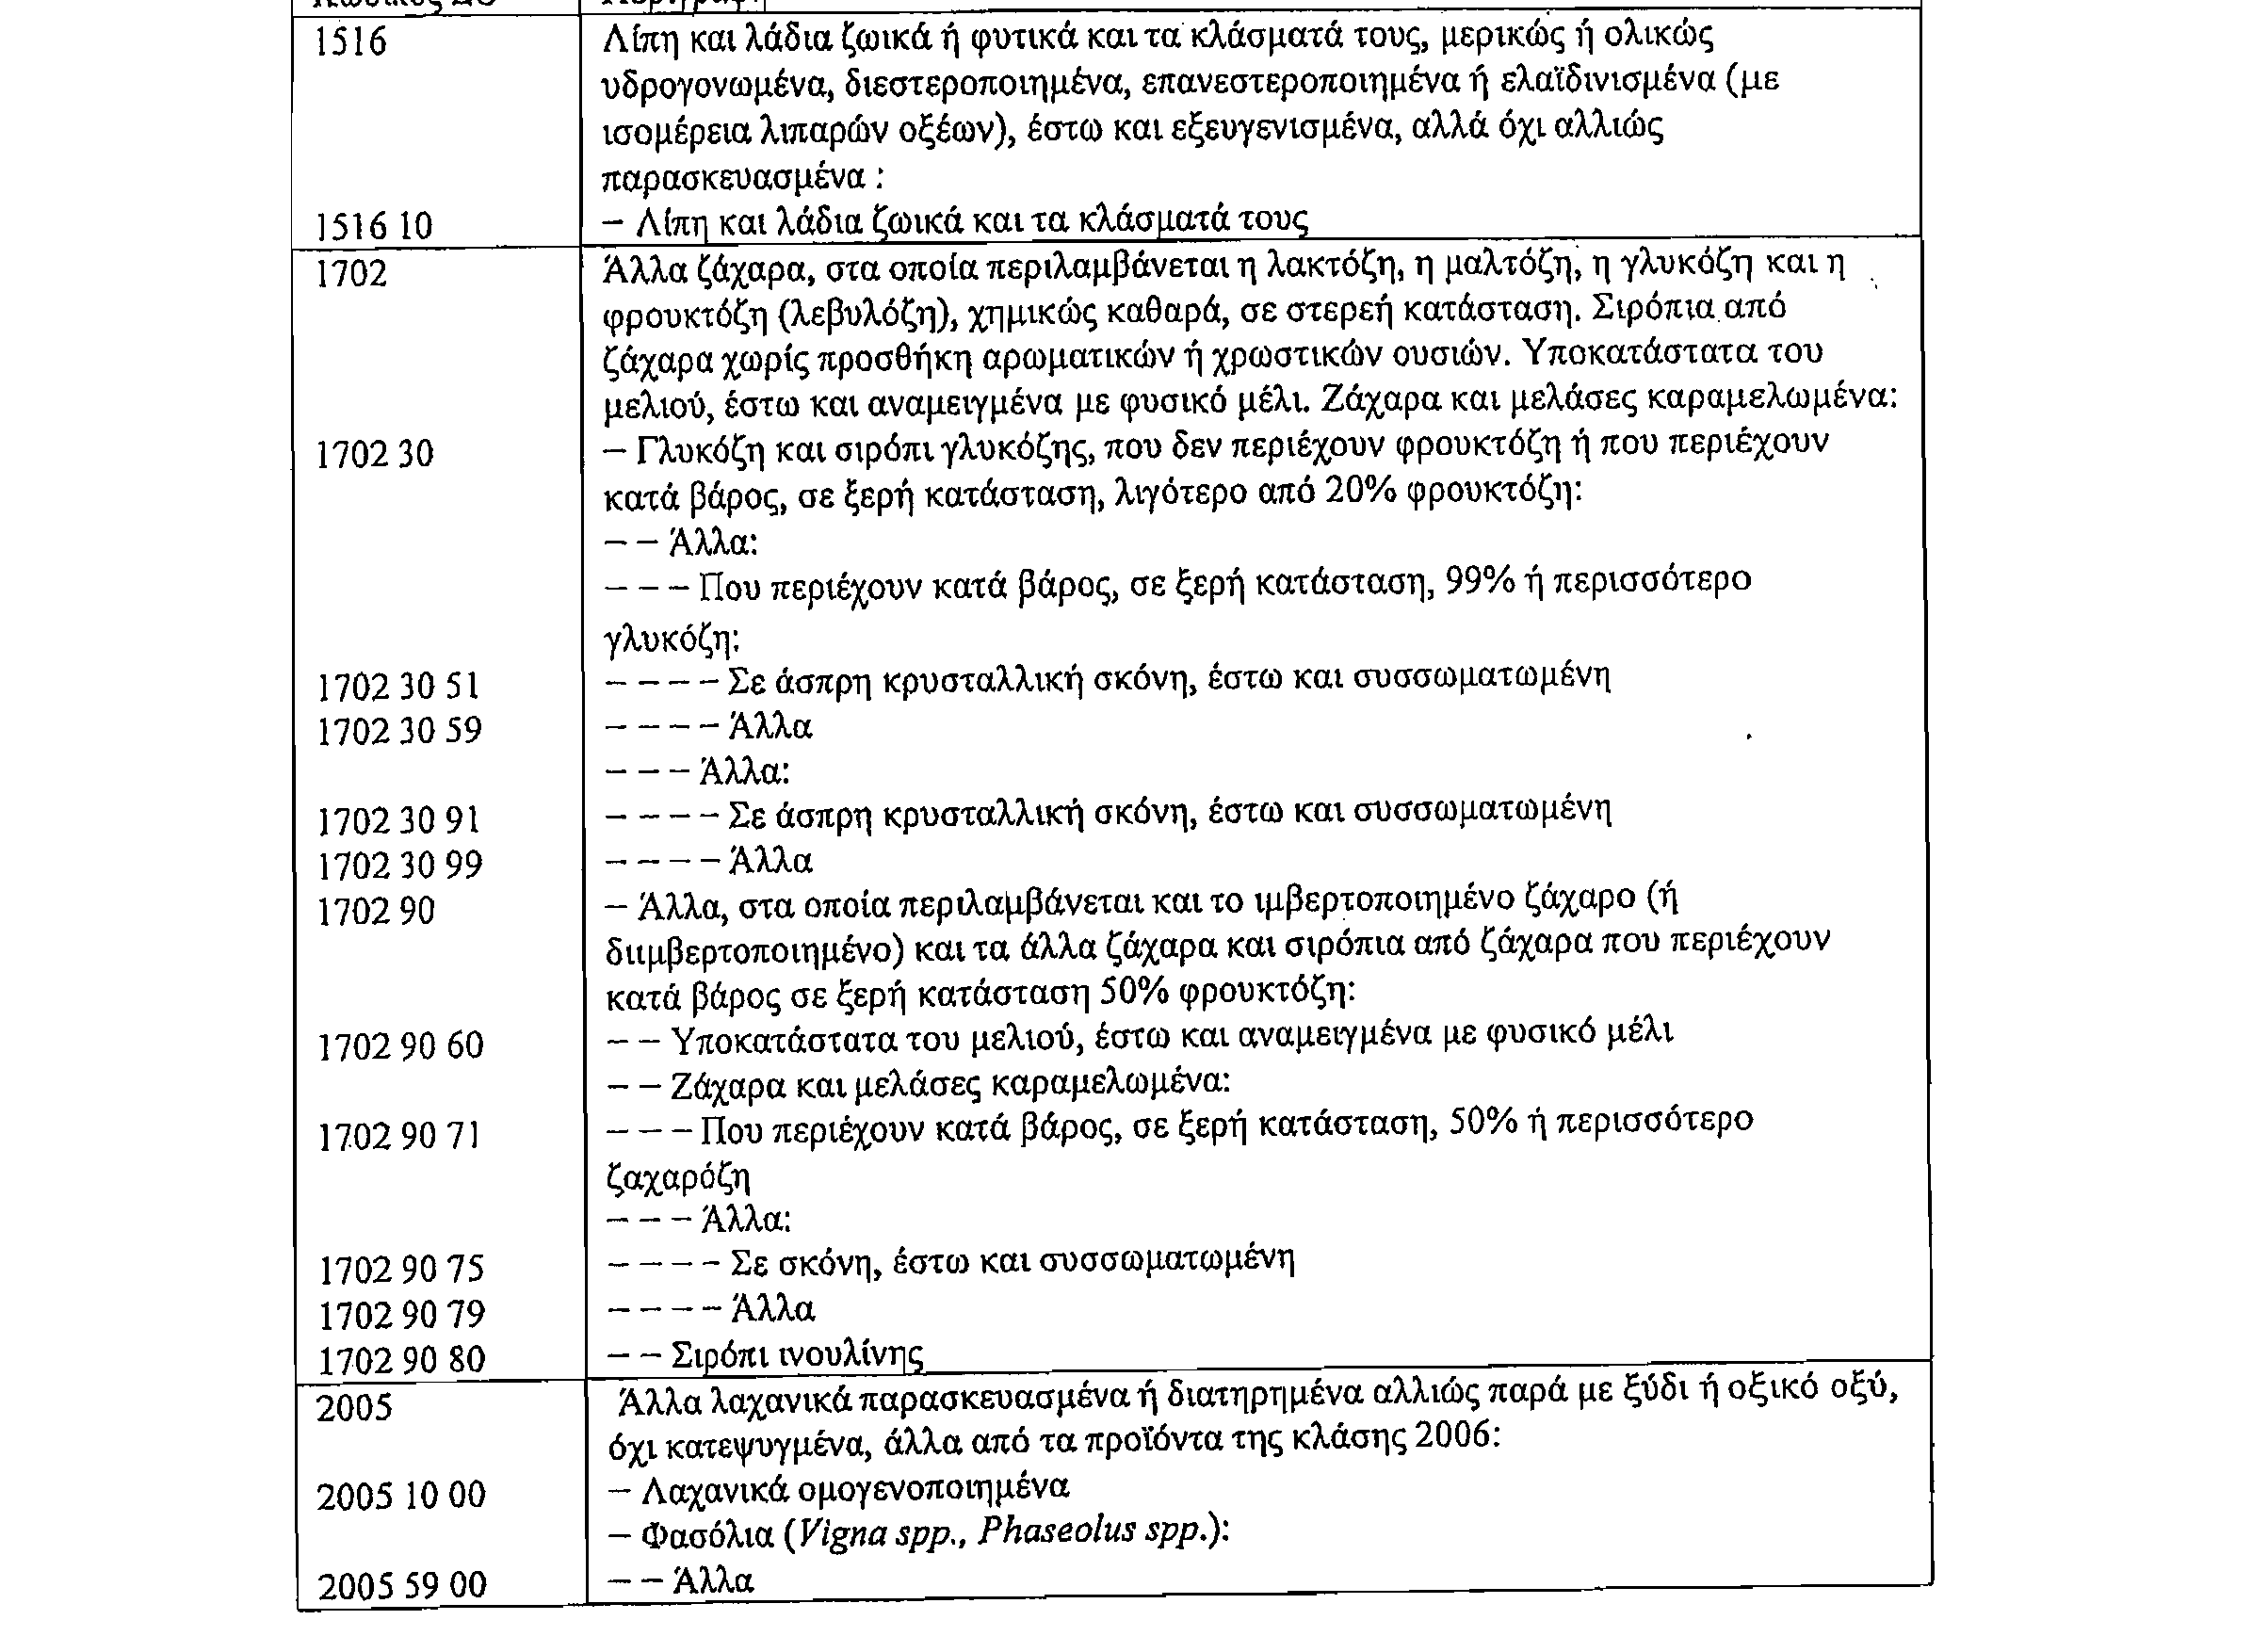 1516 Λίπη και λάδια ζωικά ή φυτικά και τα κλάσματά τους, μερικώς ή ολικώς
υδρογονωμένα, διεστεροποιημένα, επανεστεροποιημένα ή ελαϊδινισμένα (με
ισομέρεια λιπαρών οξέων), έστω και εξευγενισμένα, αλλά όχι αλλιώς
παρασκευασμένα :
1516 10 – Λίπη και λάδια ζωικά και τα κλάσματά τους
1702 Άλλα ζάχαρα, στα οποία περιλαμβάνεται η λακτόζη, η μαλτόζη, η γλυκόζη και η
φρουκτόζη (λεβυλόζη), χημικώς καθαρά, σε στερεή κατάσταση. Σιρόπια από
ζάχαρα χωρίς προσθήκη αρωματικών ή χρωστικών ουσιών. Υποκατάστατα του
μελιού, έστω και αναμειγμένα με φυσικό μέλι. Ζάχαρα και μελάσες καραμελωμένα:
1702 30 – Γλυκόζη και σιρόπι γλυκόζης, που δεν περιέχουν φρουκτόζη ή που περιέχουν
κατά βάρος, σε ξερή κατάσταση, λιγότερο από 20% φρουκτόζη:
– – Άλλα:
– – – Που περιέχουν κατά βάρος, σε ξερή κατάσταση, 99% ή περισσότερο
γλυκόζη:
1702 30 51 – – – – Σε άσπρη κρυσταλλική σκόνη, έστω και συσσωματωμένη
1702 30 59 – – – – Άλλα
– – – Άλλα:
1702 30 91 – – – – Σε άσπρη κρυσταλλική σκόνη, έστω και συσσωματωμένη
1702 30 99 – – – – Άλλα
1702 90 – Άλλα, στα οποία περιλαμβάνεται και το ιμβερτοποιημένο ζάχαρο (ή
διιμβερτοποιημένο) και τα άλλα ζάχαρα και σιρόπια από ζάχαρα που περιέχουν
κατά βάρος σε ξερή κατάσταση 50% φρουκτόζη:
1702 90 60 – – Υποκατάστατα του μελιού, έστω και αναμειγμένα με φυσικό μέλι
– – Ζάχαρα και μελάσες καραμελωμένα:
1702 90 71 – – – Που περιέχουν κατά βάρος, σε ξερή κατάσταση, 50% ή περισσότερο
ζαχαρόζη
– – – Άλλα:
1702 90 75 – – – – Σε σκόνη, έστω και συσσωματωμένη
1702 90 79 – – – – Άλλα
1702 90 80 – – Σιρόπι ινουλίνης
2005 Άλλα λαχανικά παρασκευασμένα ή διατηρημένα αλλιώς παρά με ξύδι ή οξικό οξύ,
όχι κατεψυγμένα, άλλα από τα προϊόντα της κλάσης 2006:
2005 10 00 – Λαχανικά ομογενοποιημένα
– Φασόλια (Vigna spp., Phaseolus spp.):
2005 59 00 – – Άλλα